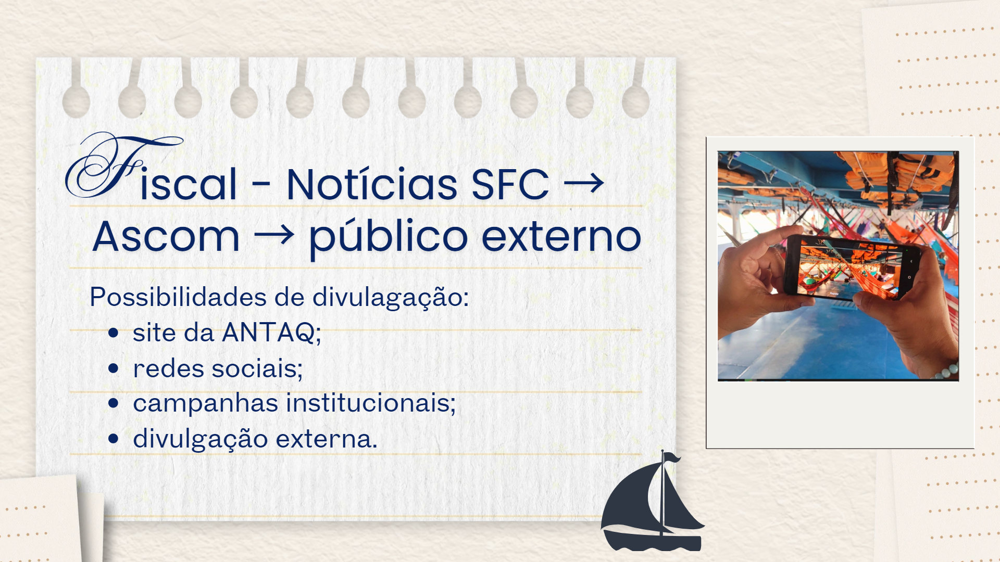 Fiscal - Notícias SFC →
Ascom → público externo
Possibilidades de divulagação:
• site da ANTAQ;
• redes sociais;
• campanhas institucionais;
• divulgação externa.